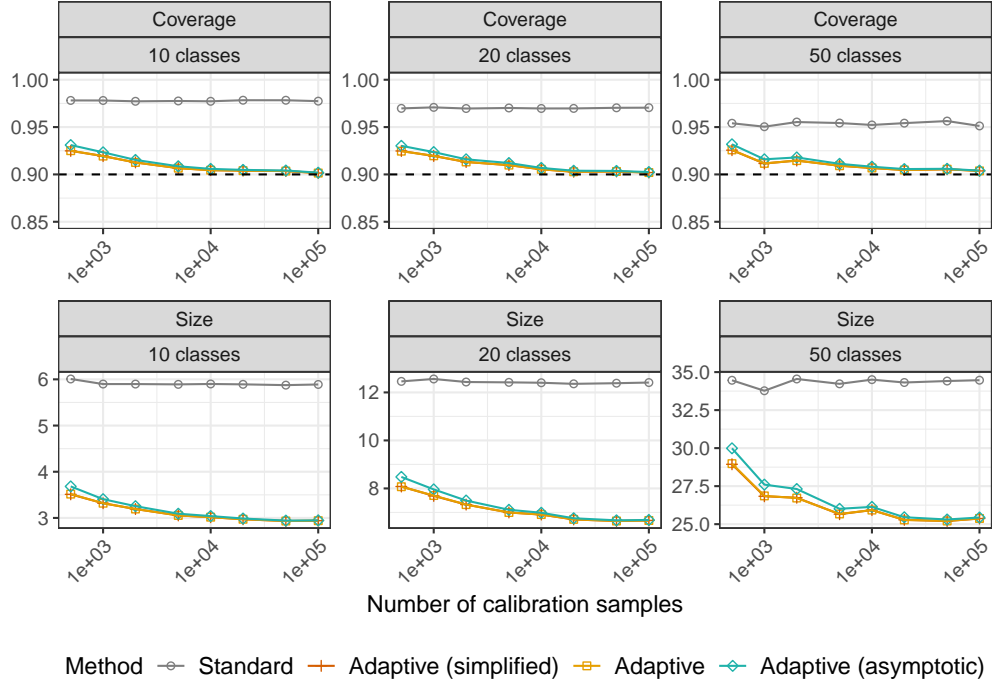 Coverage Coverage Coverage
10 classes 20 classes 50 classes
1.00 1.00 1.00
0.95 0.95 0.95
0.90 0.90 0.90
0.85 0.85 0.85
1e+03 1e+04 1e+05 1e+03 1e+04 1e+05 1e+03 1e+04 1e+05
Size Size Size
10 classes 20 classes 50 classes
6 12 35.0
5 10 32.5
4 8 30.0
3 27.5
25.0
1e+03 1e+04 1e+05 1e+03 1e+04 1e+05 1e+03 1e+04 1e+05
Number of calibration samples
Method Standard Adaptive (simplified) Adaptive Adaptive (asymptotic)